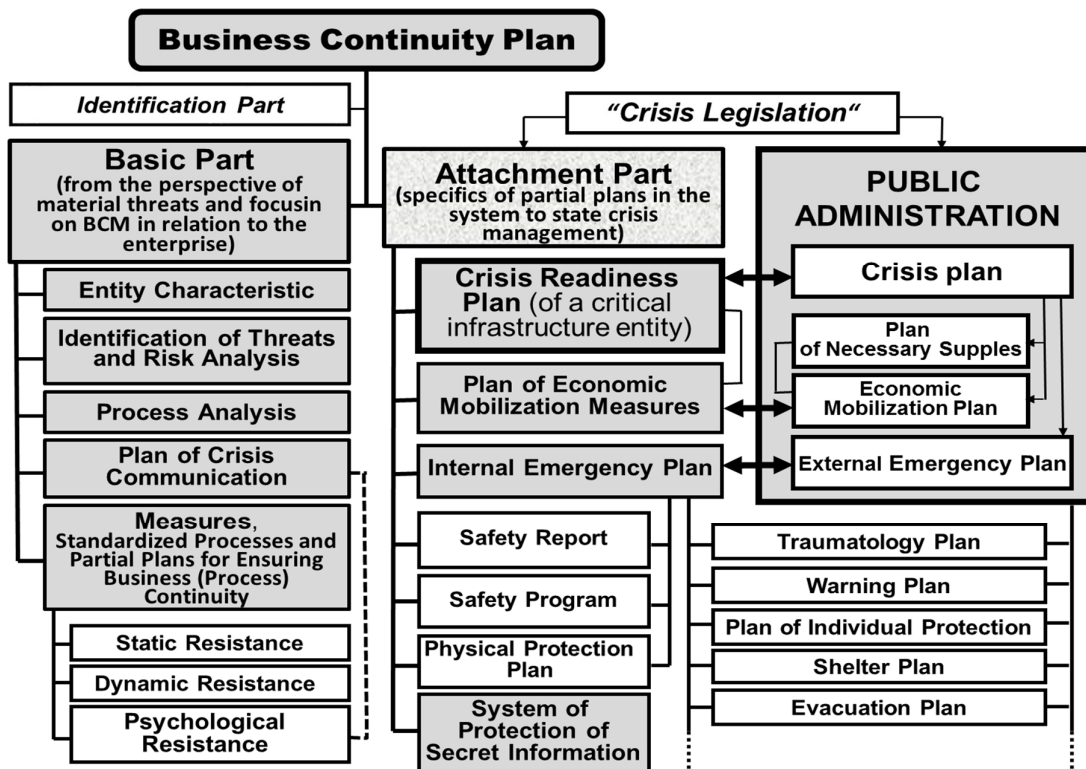 Business Continuity Plan
Identification Part
“Crisis Legislation“
Basic Part
(from the perspective of
material threats and focusin
on BCM in relation to the
enterprise)
Entity Characteristic
Identification of Threats
and Risk Analysis
Process Analysis
Plan of Crisis
Communication
Measures,
Standardized Processes and
Partial Plans for Ensuring
Business (Process)
Continuity
Static Resistance
Dynamic Resistance
Psychological
Resistance
Attachment Part
(specifics of partial plans in the
system to state crisis
management)
Crisis Readiness
Plan (of a critical
infrastructure entity)
Plan of Economic
Mobilization Measures
Internal Emergency Plan
Safety Report
Safety Program
Physical Protection
Plan
System of
Protection of
Secret Information
PUBLIC
ADMINISTRATION
Crisis plan
Plan
of Necessary Supples
Economic
Mobilization Plan
External Emergency Plan
Traumatology Plan
Warning Plan
Plan of Individual Protection
Shelter Plan
Evacuation Plan